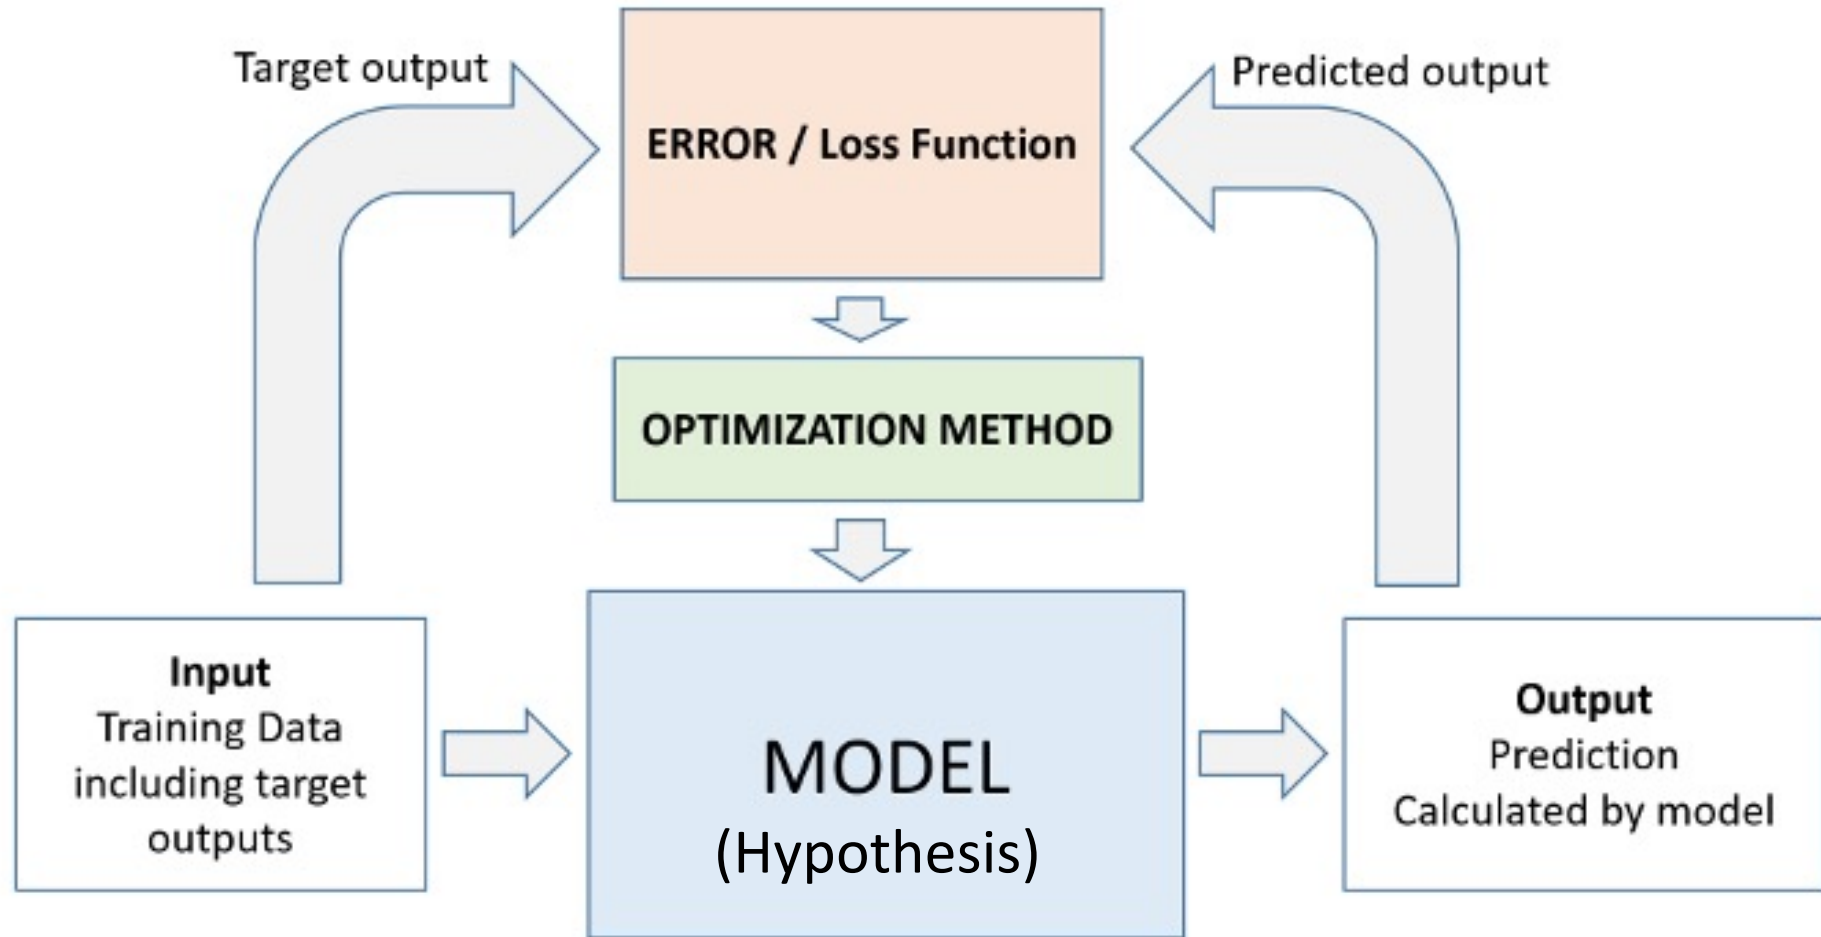 Target output
Predicted output
ERROR / Loss Function
OPTIMIZATION METHOD
Input
Training Data
including target
outputs
MODEL
(Hypothesis)
Output
Prediction
Calculated by model